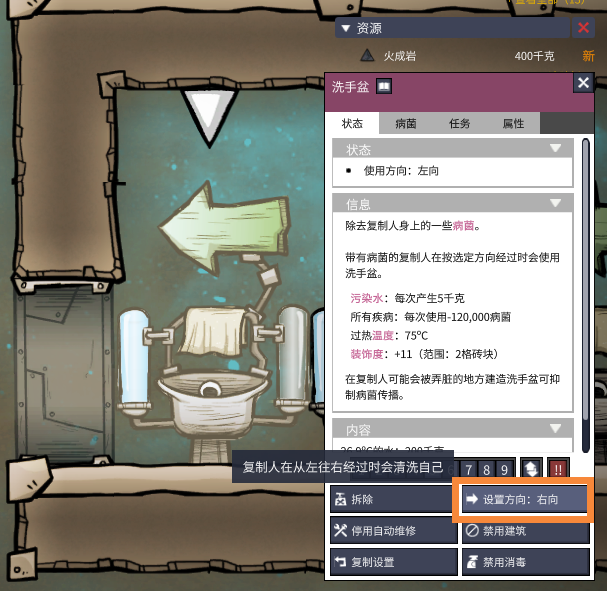 资源
火成岩 400千克 新
洗手盆
状态 病菌 任务 属性
状态
使用方向：左向
信息
除去复制人身上的一些病菌。
带有病菌的复制人在按选定方向经过时会使用
洗手盆。
污染水：每次产生5千克
所有疾病：每次使用-120,000病菌
过热温度：75°C
装饰度：+11（范围：2格砖块）
在复制人可能会被弄脏的地方建造洗手盆可抑
制病菌传播。
内容
复制人在从左往右经过时会清洗自己
7 8 9 !!
拆除 设置方向：右向
停用自动维修 禁用建筑
复制设置 禁用消毒